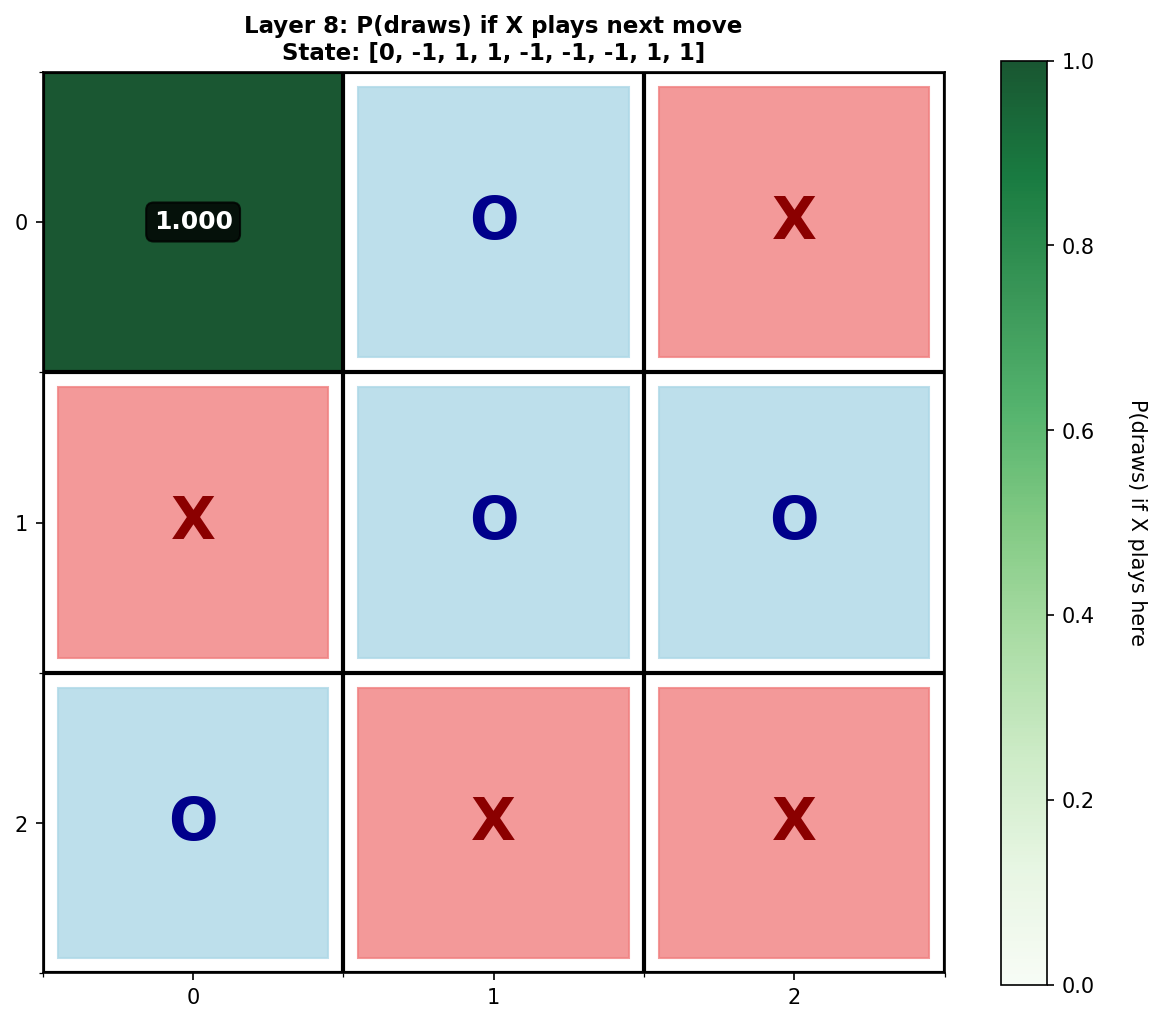 Layer 8: P(draws) if X plays next move
State: [0, -1, 1, 1, -1, -1, -1, 1, 1]
0
1.000
O
X
1
X
O
O
2
O
X
X
0
1
2
1.0
0.8
0.6
0.4
0.2
0.0
P(draws) if X plays here